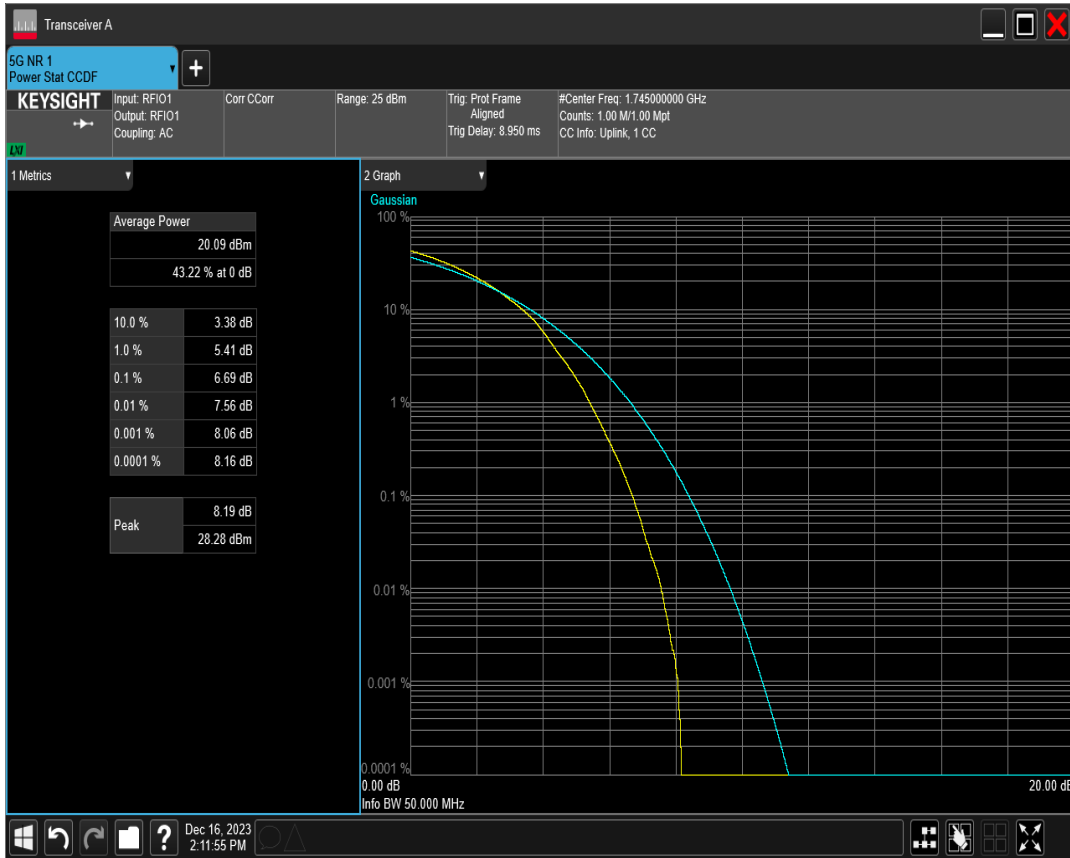 Transceiver A
5G NR 1
Power Stat CCDF
+
KEYSIGHT
LXI
Input: RFIO1
Output: RFIO1
Coupling: AC
Corr CCorr
Range: 25 dBm
Trig: Prot Frame
Aligned
Trig Delay: 8.950 ms
#Center Freq: 1.745000000 GHz
Counts: 1.00 M/1.00 Mpt
CC Info: Uplink, 1 CC
1 Metrics
Average Power
20.09 dBm
43.22 % at 0 dB
10.0 % 3.38 dB
1.0 % 5.41 dB
0.1 % 6.69 dB
0.01 % 7.56 dB
0.001 % 8.06 dB
0.0001 % 8.16 dB
Peak
8.19 dB
28.28 dBm
2 Graph
Gaussian
100 %
10 %
1 %
0.1 %
0.01 %
0.001 %
0.0001 %
0.00 dB 20.00 dB
Info BW 50.000 MHz
?
Dec 16, 2023
2:11:55 PM